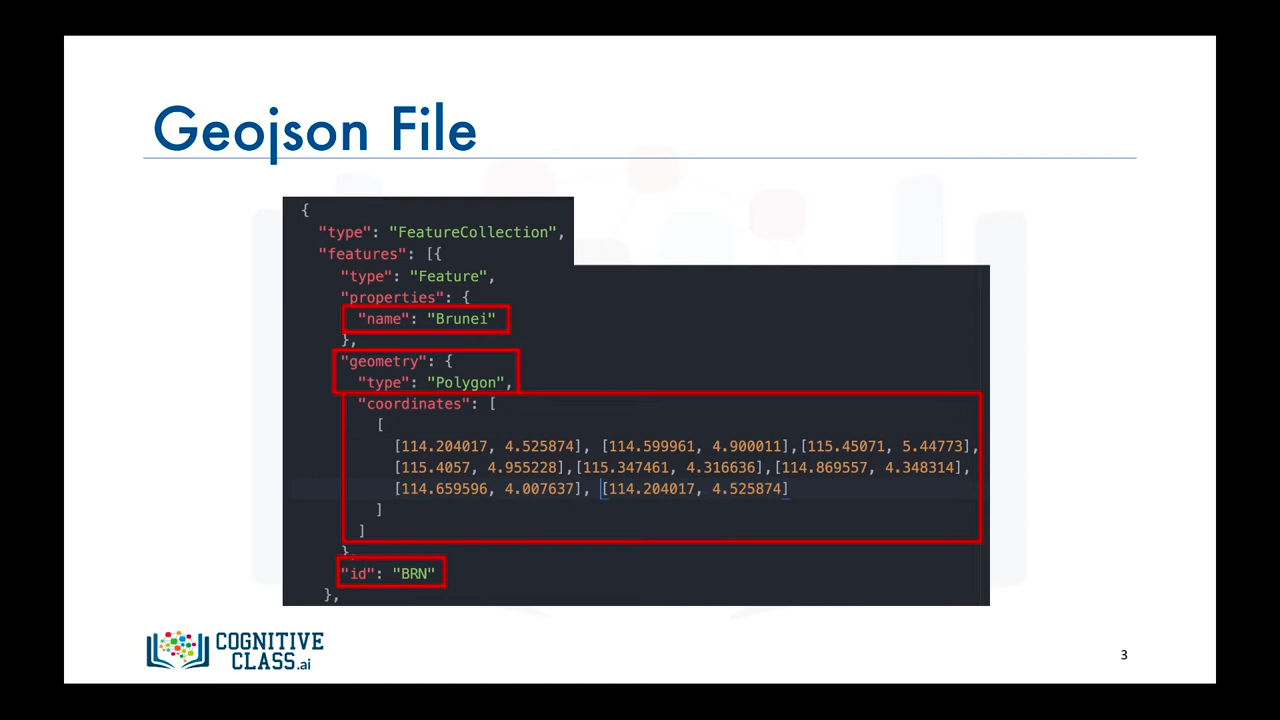 Geojson File
{
"type": "FeatureCollection",
"features": [{
"type": "Feature",
"properties": {
"name": "Brunei"
},
"geometry": {
"type": "Polygon",
"coordinates": [
[
[114.204017, 4.525874], [114.599961, 4.900011],[115.45071, 5.44773],
[115.4057, 4.955228],[115.347461, 4.316636],[114.869557, 4.348314],
[114.659596, 4.007637], [114.204017, 4.525874]
]
]
},
"id": "BRN"
},
COGNITIVE
CLASS.ai
3